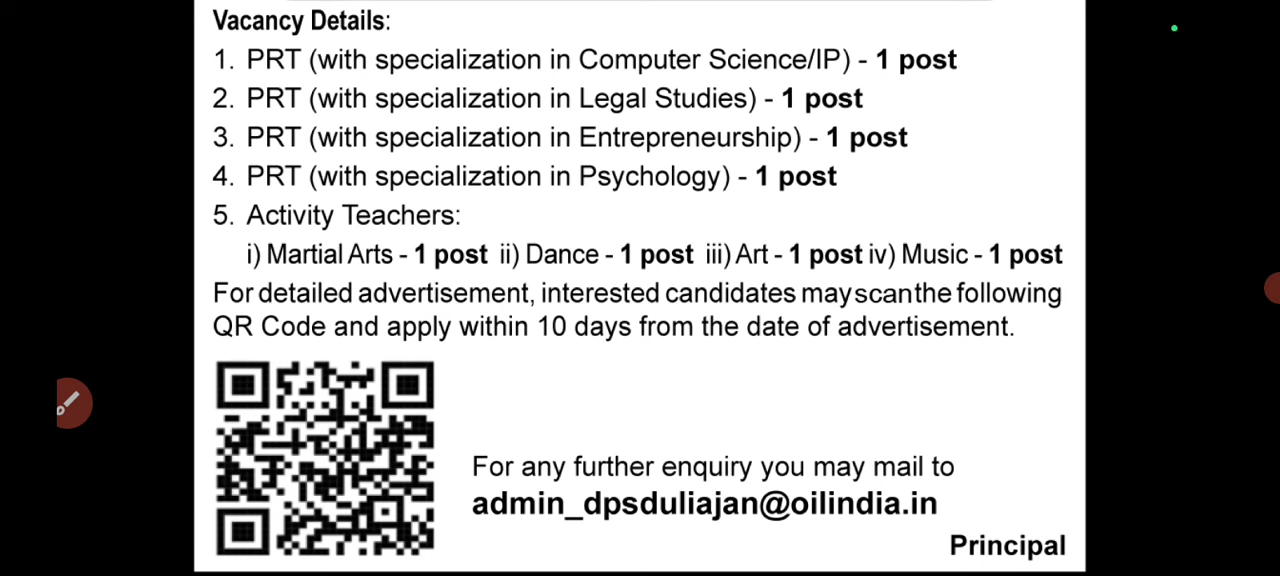 Vacancy Details:
1. PRT (with specialization in Computer Science/IP) - 1 post
2. PRT (with specialization in Legal Studies) - 1 post
3. PRT (with specialization in Entrepreneurship) - 1 post
4. PRT (with specialization in Psychology) - 1 post
5. Activity Teachers:
i) Martial Arts - 1 post ii) Dance - 1 post iii) Art - 1 post iv) Music - 1 post
For detailed advertisement, interested candidates may scan the following
QR Code and apply within 10 days from the date of advertisement.
For any further enquiry you may mail to
admin_dpsduliajan@oilindia.in
Principal